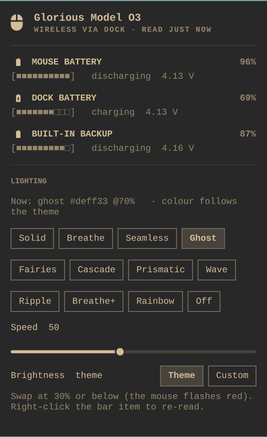 Glorious Model O3
WIRELESS VIA DOCK · READ JUST NOW
MOUSE BATTERY 96%
[■■■■■■■■■■] discharging 4.13 V
DOCK BATTERY 69%
[■■■■■■■□□□] charging 4.13 V
BUILT-IN BACKUP 87%
[■■■■■■■■■□] discharging 4.16 V
LIGHTING
Now: ghost #deff33 @70% · colour follows
the theme
Solid Breathe Seamless Ghost
Fairies Cascade Prismatic Wave
Ripple Breathe+ Rainbow Off
Speed 50
Brightness theme Theme Custom
Swap at 30% or below (the mouse flashes red).
Right-click the bar item to re-read.